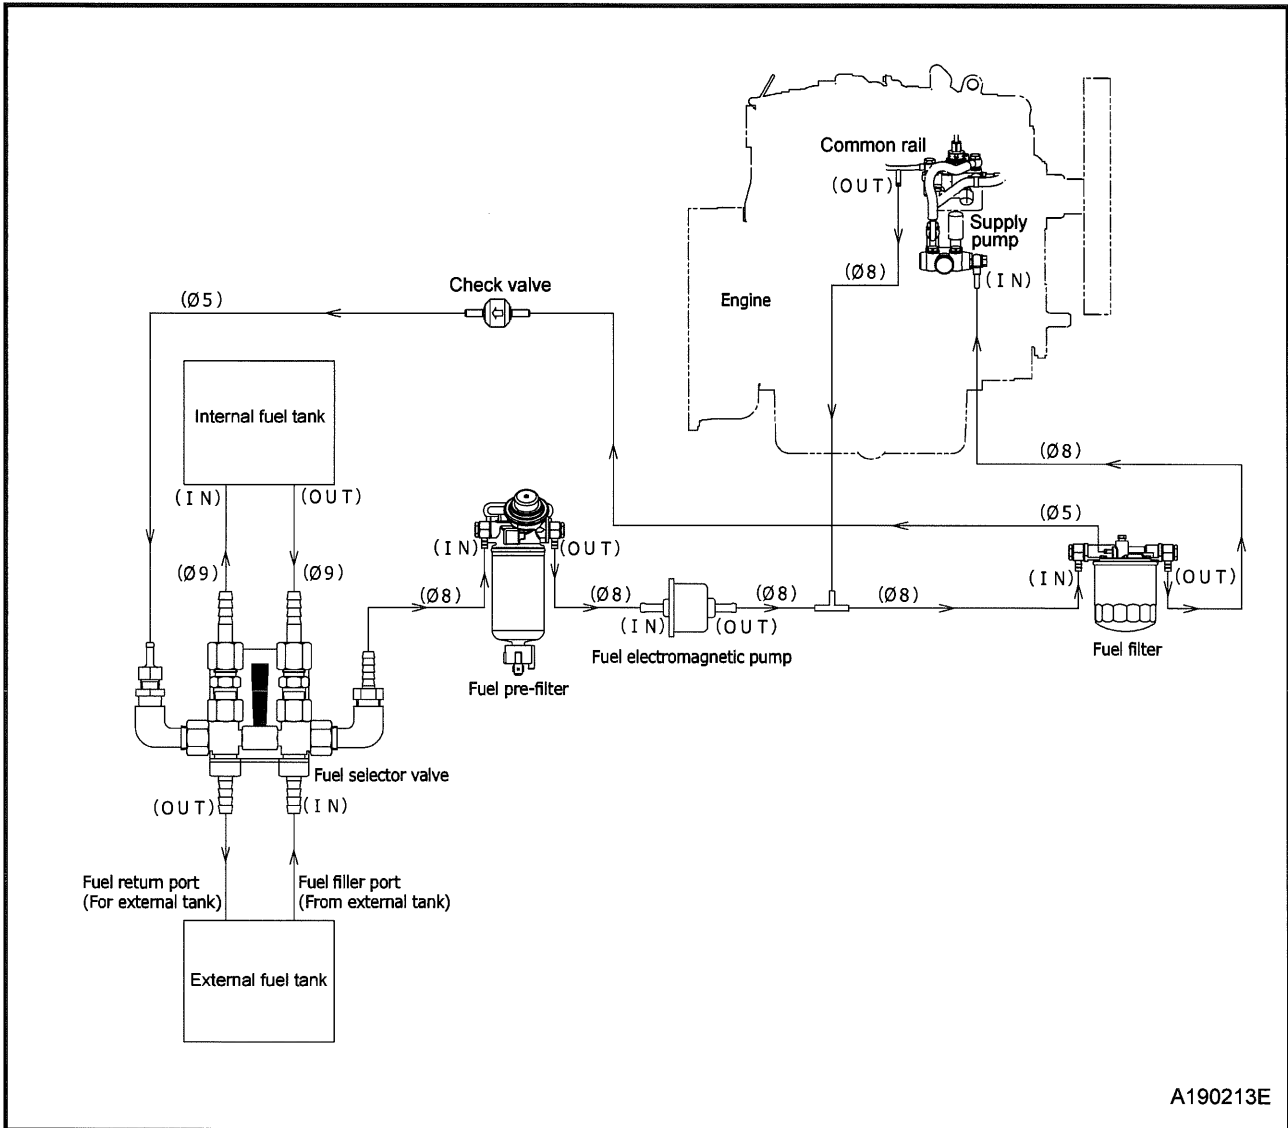 Common rail
(OUT)
Supply
pump
(Ø8)
(IN)
Engine
Check valve
(Ø5)
Internal fuel tank
(IN)
(OUT)
(Ø9)
(Ø9)
(Ø8)
(Ø5)
(IN)
(OUT)
(Ø8)
(Ø8)
(IN)
(OUT)
(Ø8)
(Ø8)
(IN)
(OUT)
Fuel electromagnetic pump
Fuel filter
Fuel pre-filter
Fuel selector valve
(OUT)
(IN)
Fuel return port
(For external tank)
Fuel filler port
(From external tank)
External fuel tank
A190213E